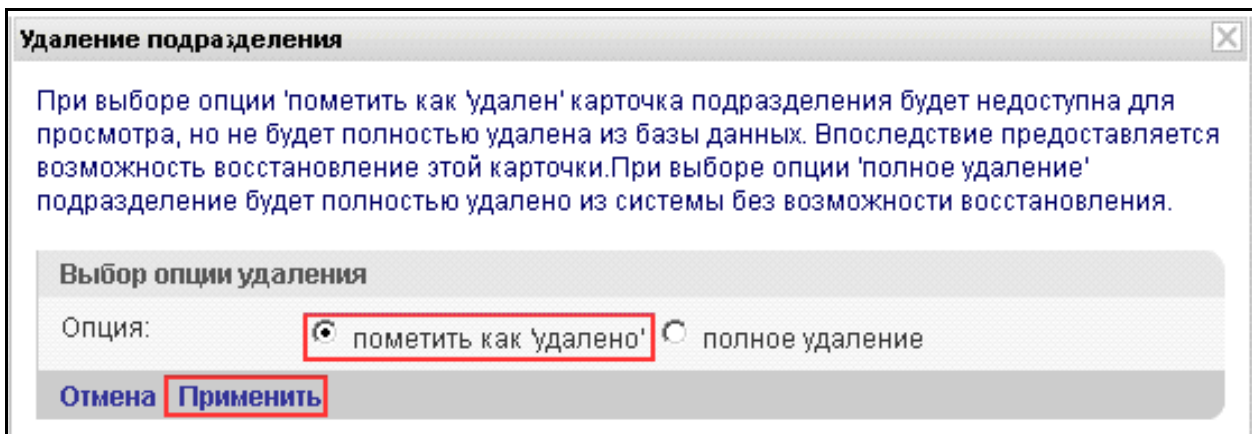 Удаление подразделения
При выборе опции 'пометить как 'удален' карточка подразделения будет недоступна для
просмотра, но не будет полностью удалена из базы данных. Впоследствие предоставляется
возможность восстановление этой карточки.При выборе опции 'полное удаление'
подразделение будет полностью удалено из системы без возможности восстановления.
Выбор опции удаления
Опция: пометить как 'удалено' полное удаление
Отмена Применить